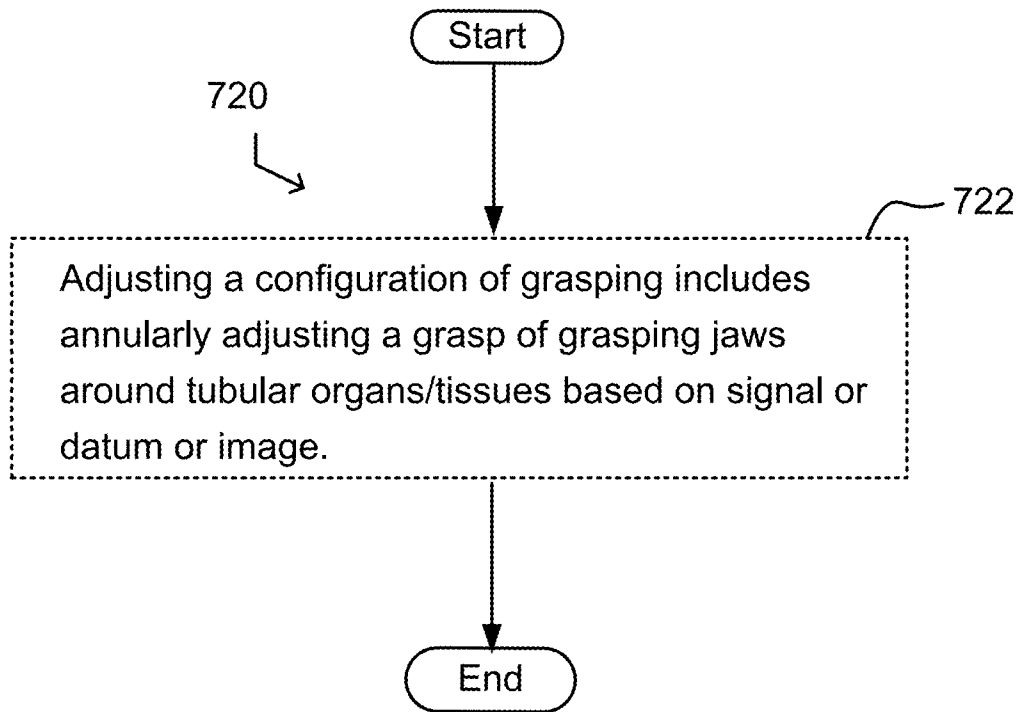 Start
720
722
Adjusting a configuration of grasping includes
annularly adjusting a grasp of grasping jaws
around tubular organs/tissues based on signal or
datum or image.
End